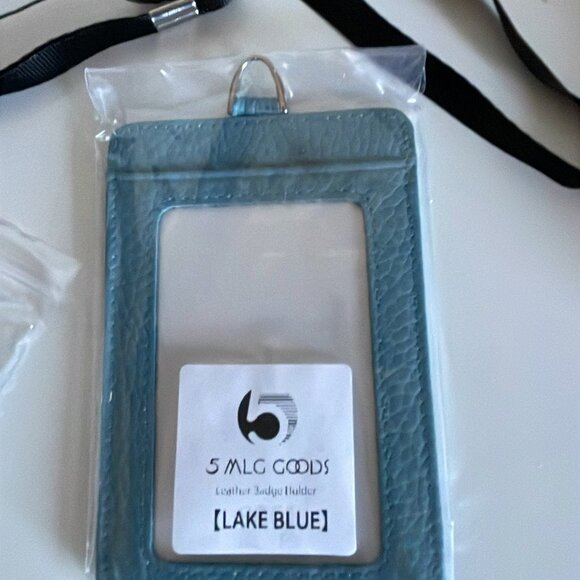 5 MLG GOODS
Leather Badge Holder
【LAKE BLUE】